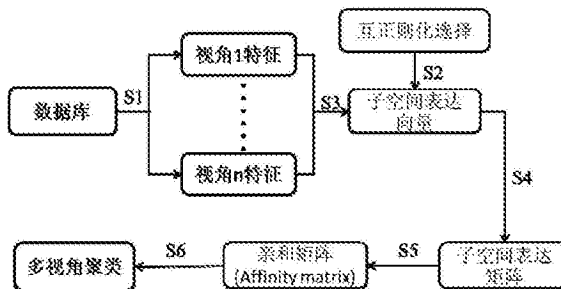 视角1特征
互正则化选择
S1
S2
数据库
S3
子空间表达
向量
视角n特征
S4
S6
S5
多视角聚类
亲和矩阵
(Affinity matrix)
子空间表达
矩阵